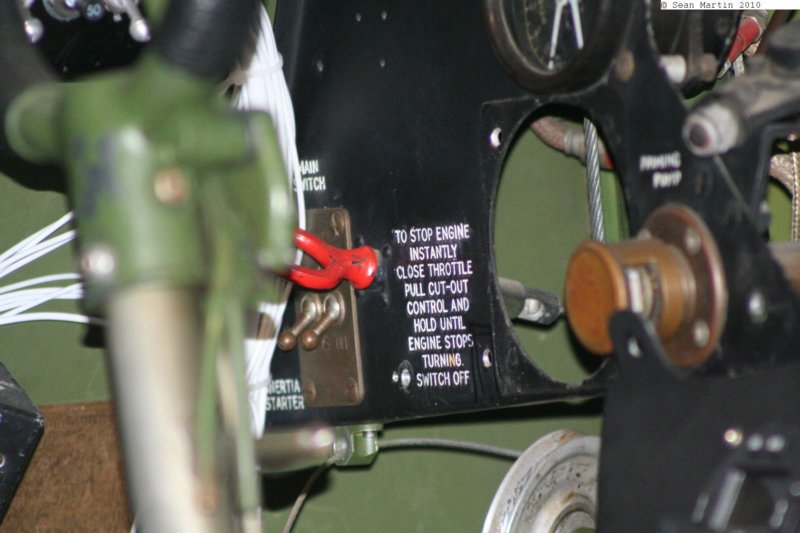 © Sean Martin 2010
50
MAIN
SWITCH
TO STOP ENGINE
INSTANTLY
CLOSE THROTTLE
PULL CUT-OUT
CONTROL AND
HOLD UNTIL
ENGINE STOPS
TURNING.
SWITCH OFF
PRIMING
PUMP
INERTIA
STARTER